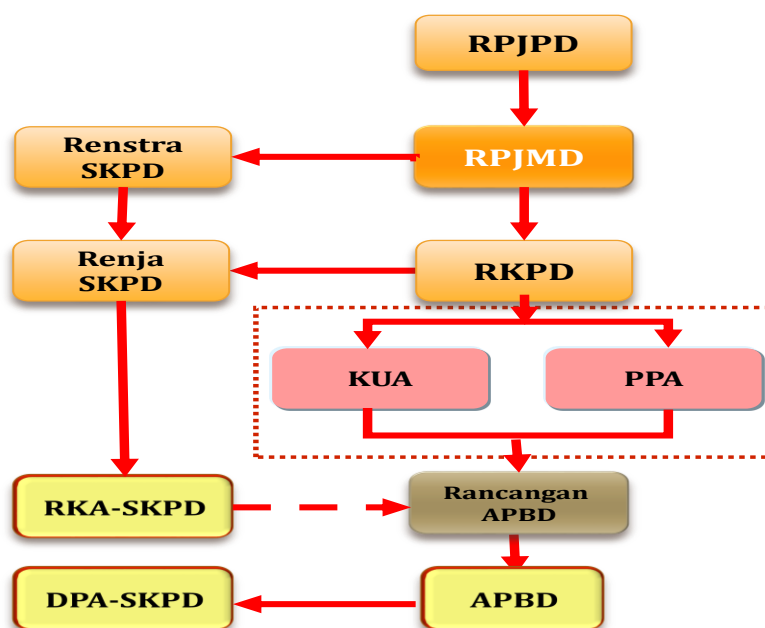 RPJPD
Renstra
SKPD
RPJMD
Renja
SKPD
RKPD
KUA
PPA
RKA-SKPD
Rancangan
APBD
DPA-SKPD
APBD